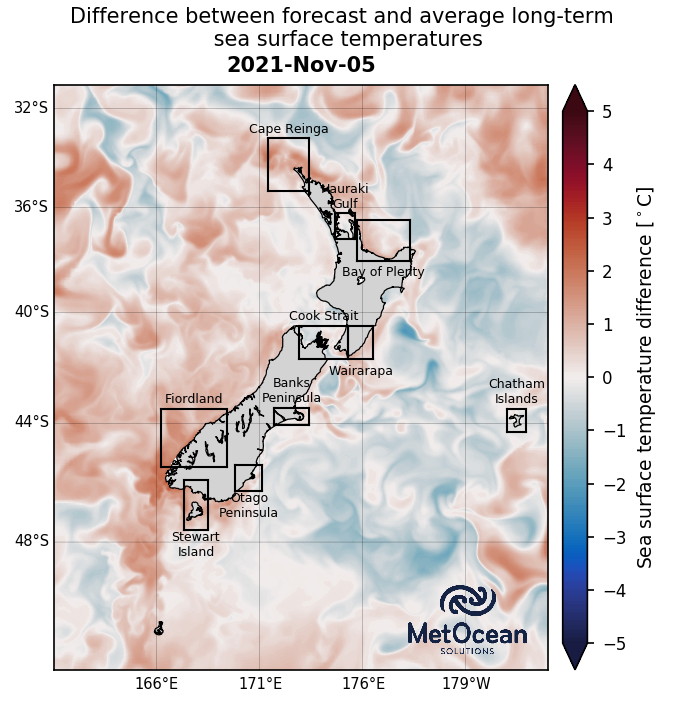 Difference between forecast and average long-term
sea surface temperatures
2021-Nov-05
32°S
36°S
40°S
44°S
48°S
166°E
171°E
176°E
179°W
Cape Reinga
Hauraki
Gulf
Bay of Plenty
Cook Strait
Wairarapa
Banks
Peninsula
Fiordland
Chatham
Islands
Otago
Peninsula
Stewart
Island
MetOcean
SOLUTIONS
5
4
3
2
1
0
−1
−2
−3
−4
−5
Sea surface temperature difference [°C]